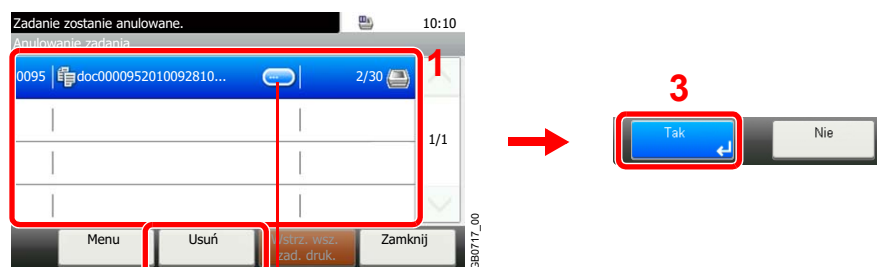 Zadanie zostanie anulowane.
10:10
Anulowanie zadania
0095 doc0000952010092810... ... 2/30
1
1/1
Menu
Usuń
Wstrz. wsz.
zad. druk.
Zamknij
GB0717_00
3
Tak
Nie